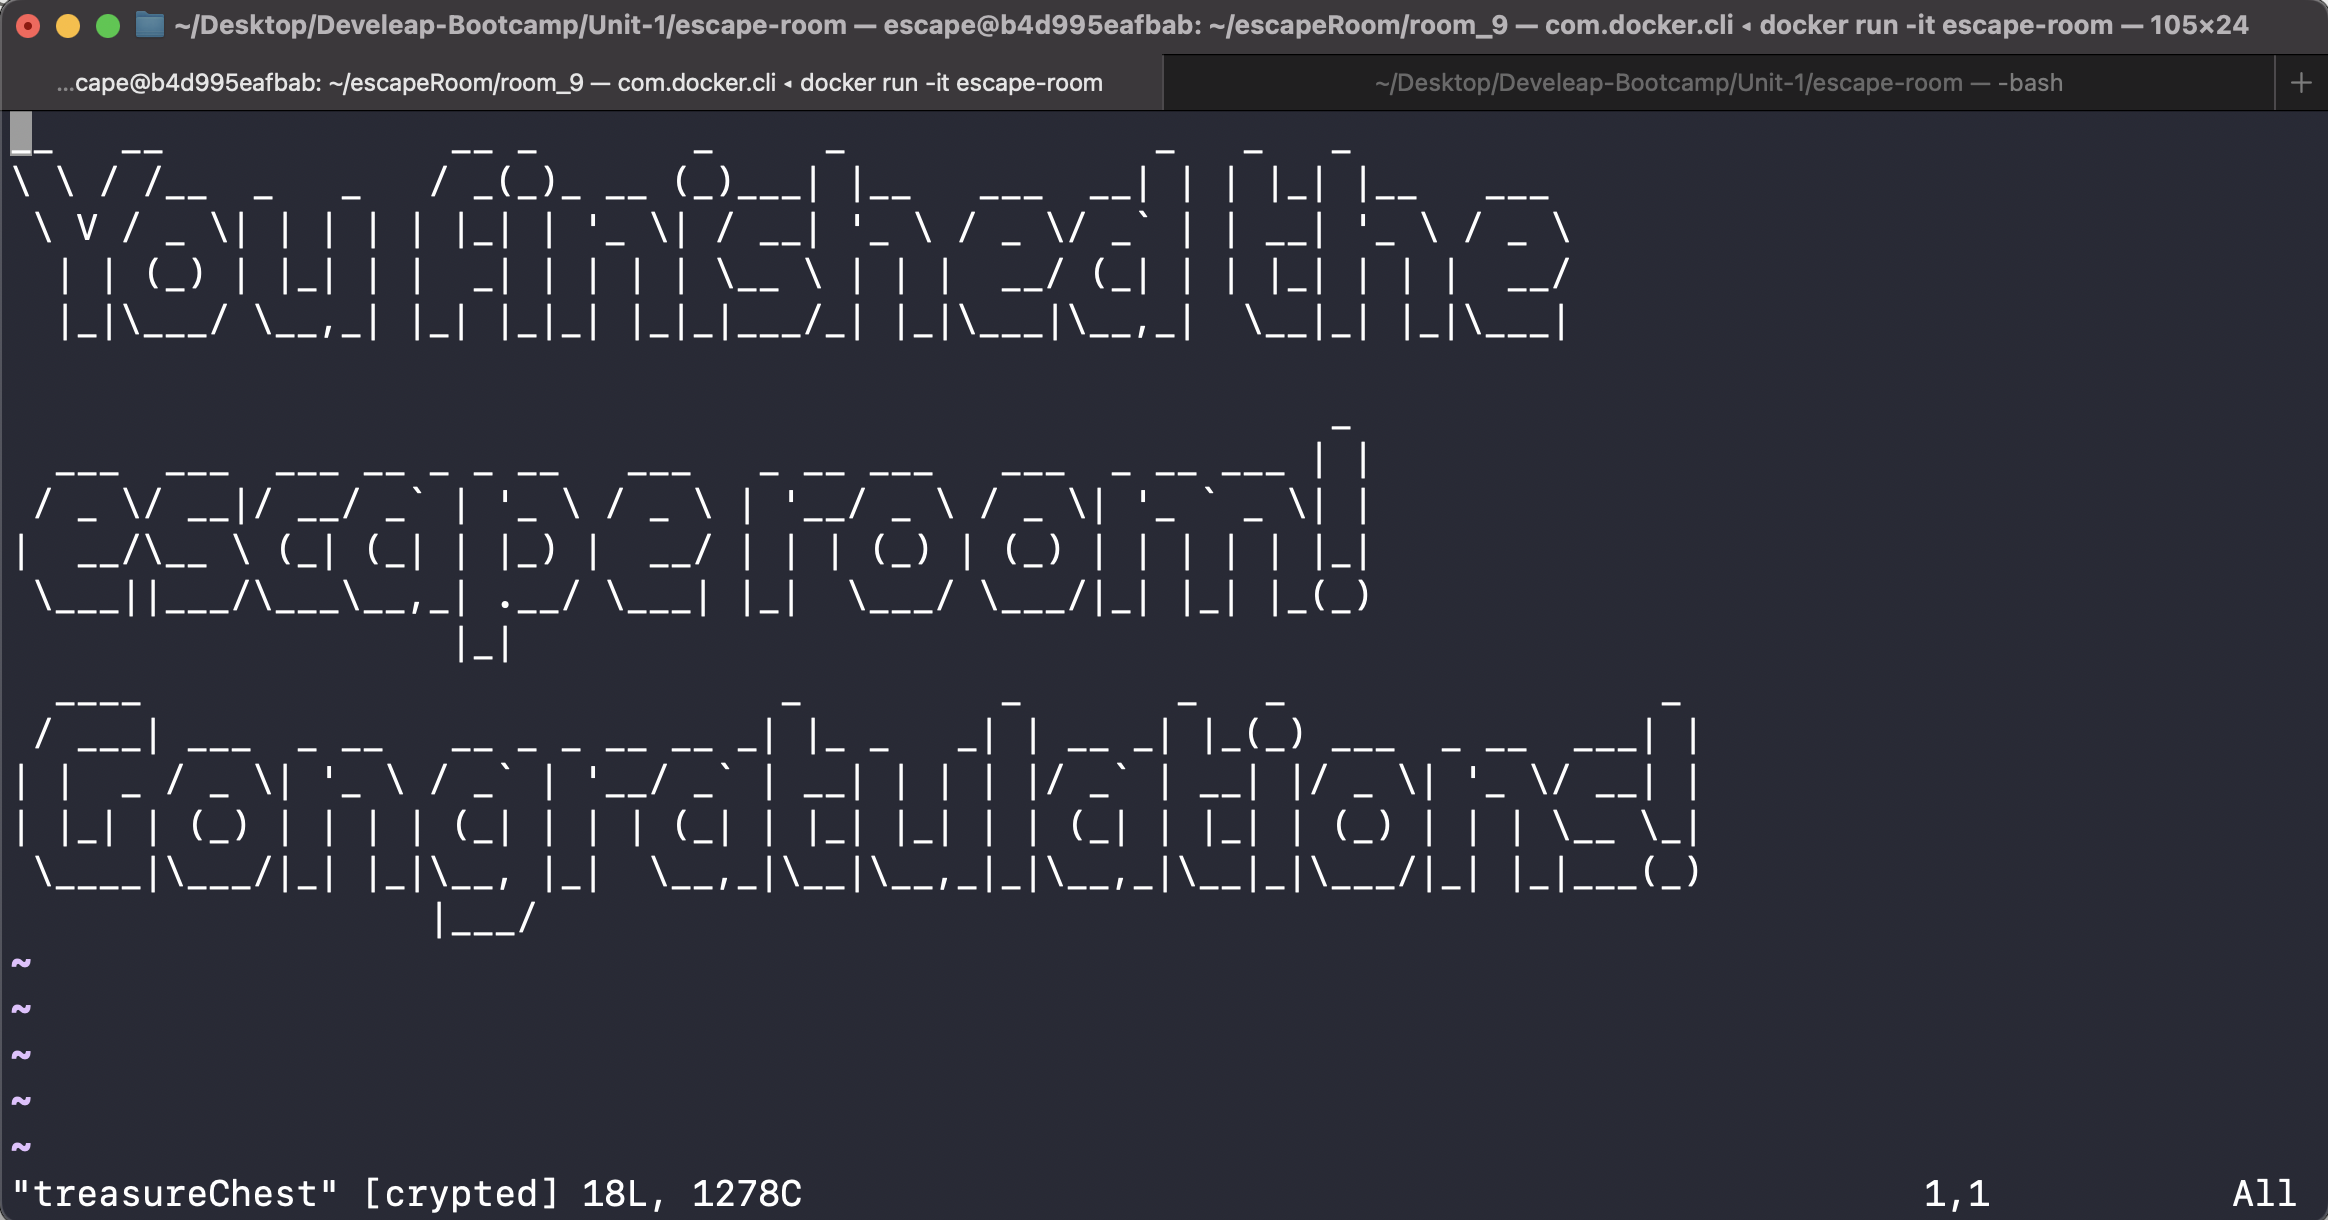 ~/Desktop/Develeap-Bootcamp/Unit-1/escape-room — escape@b4d995eafbab: ~/escapeRoom/room_9 — com.docker.cli ◂ docker run -it escape-room — 105×24
...cape@b4d995eafbab: ~/escapeRoom/room_9 — com.docker.cli ◂ docker run -it escape-room
~/Desktop/Develeap-Bootcamp/Unit-1/escape-room — -bash
You finished the
escape room!
Congratulations!
~
~
~
~
~
"treasureChest" [crypted] 18L, 1278C 1,1 All